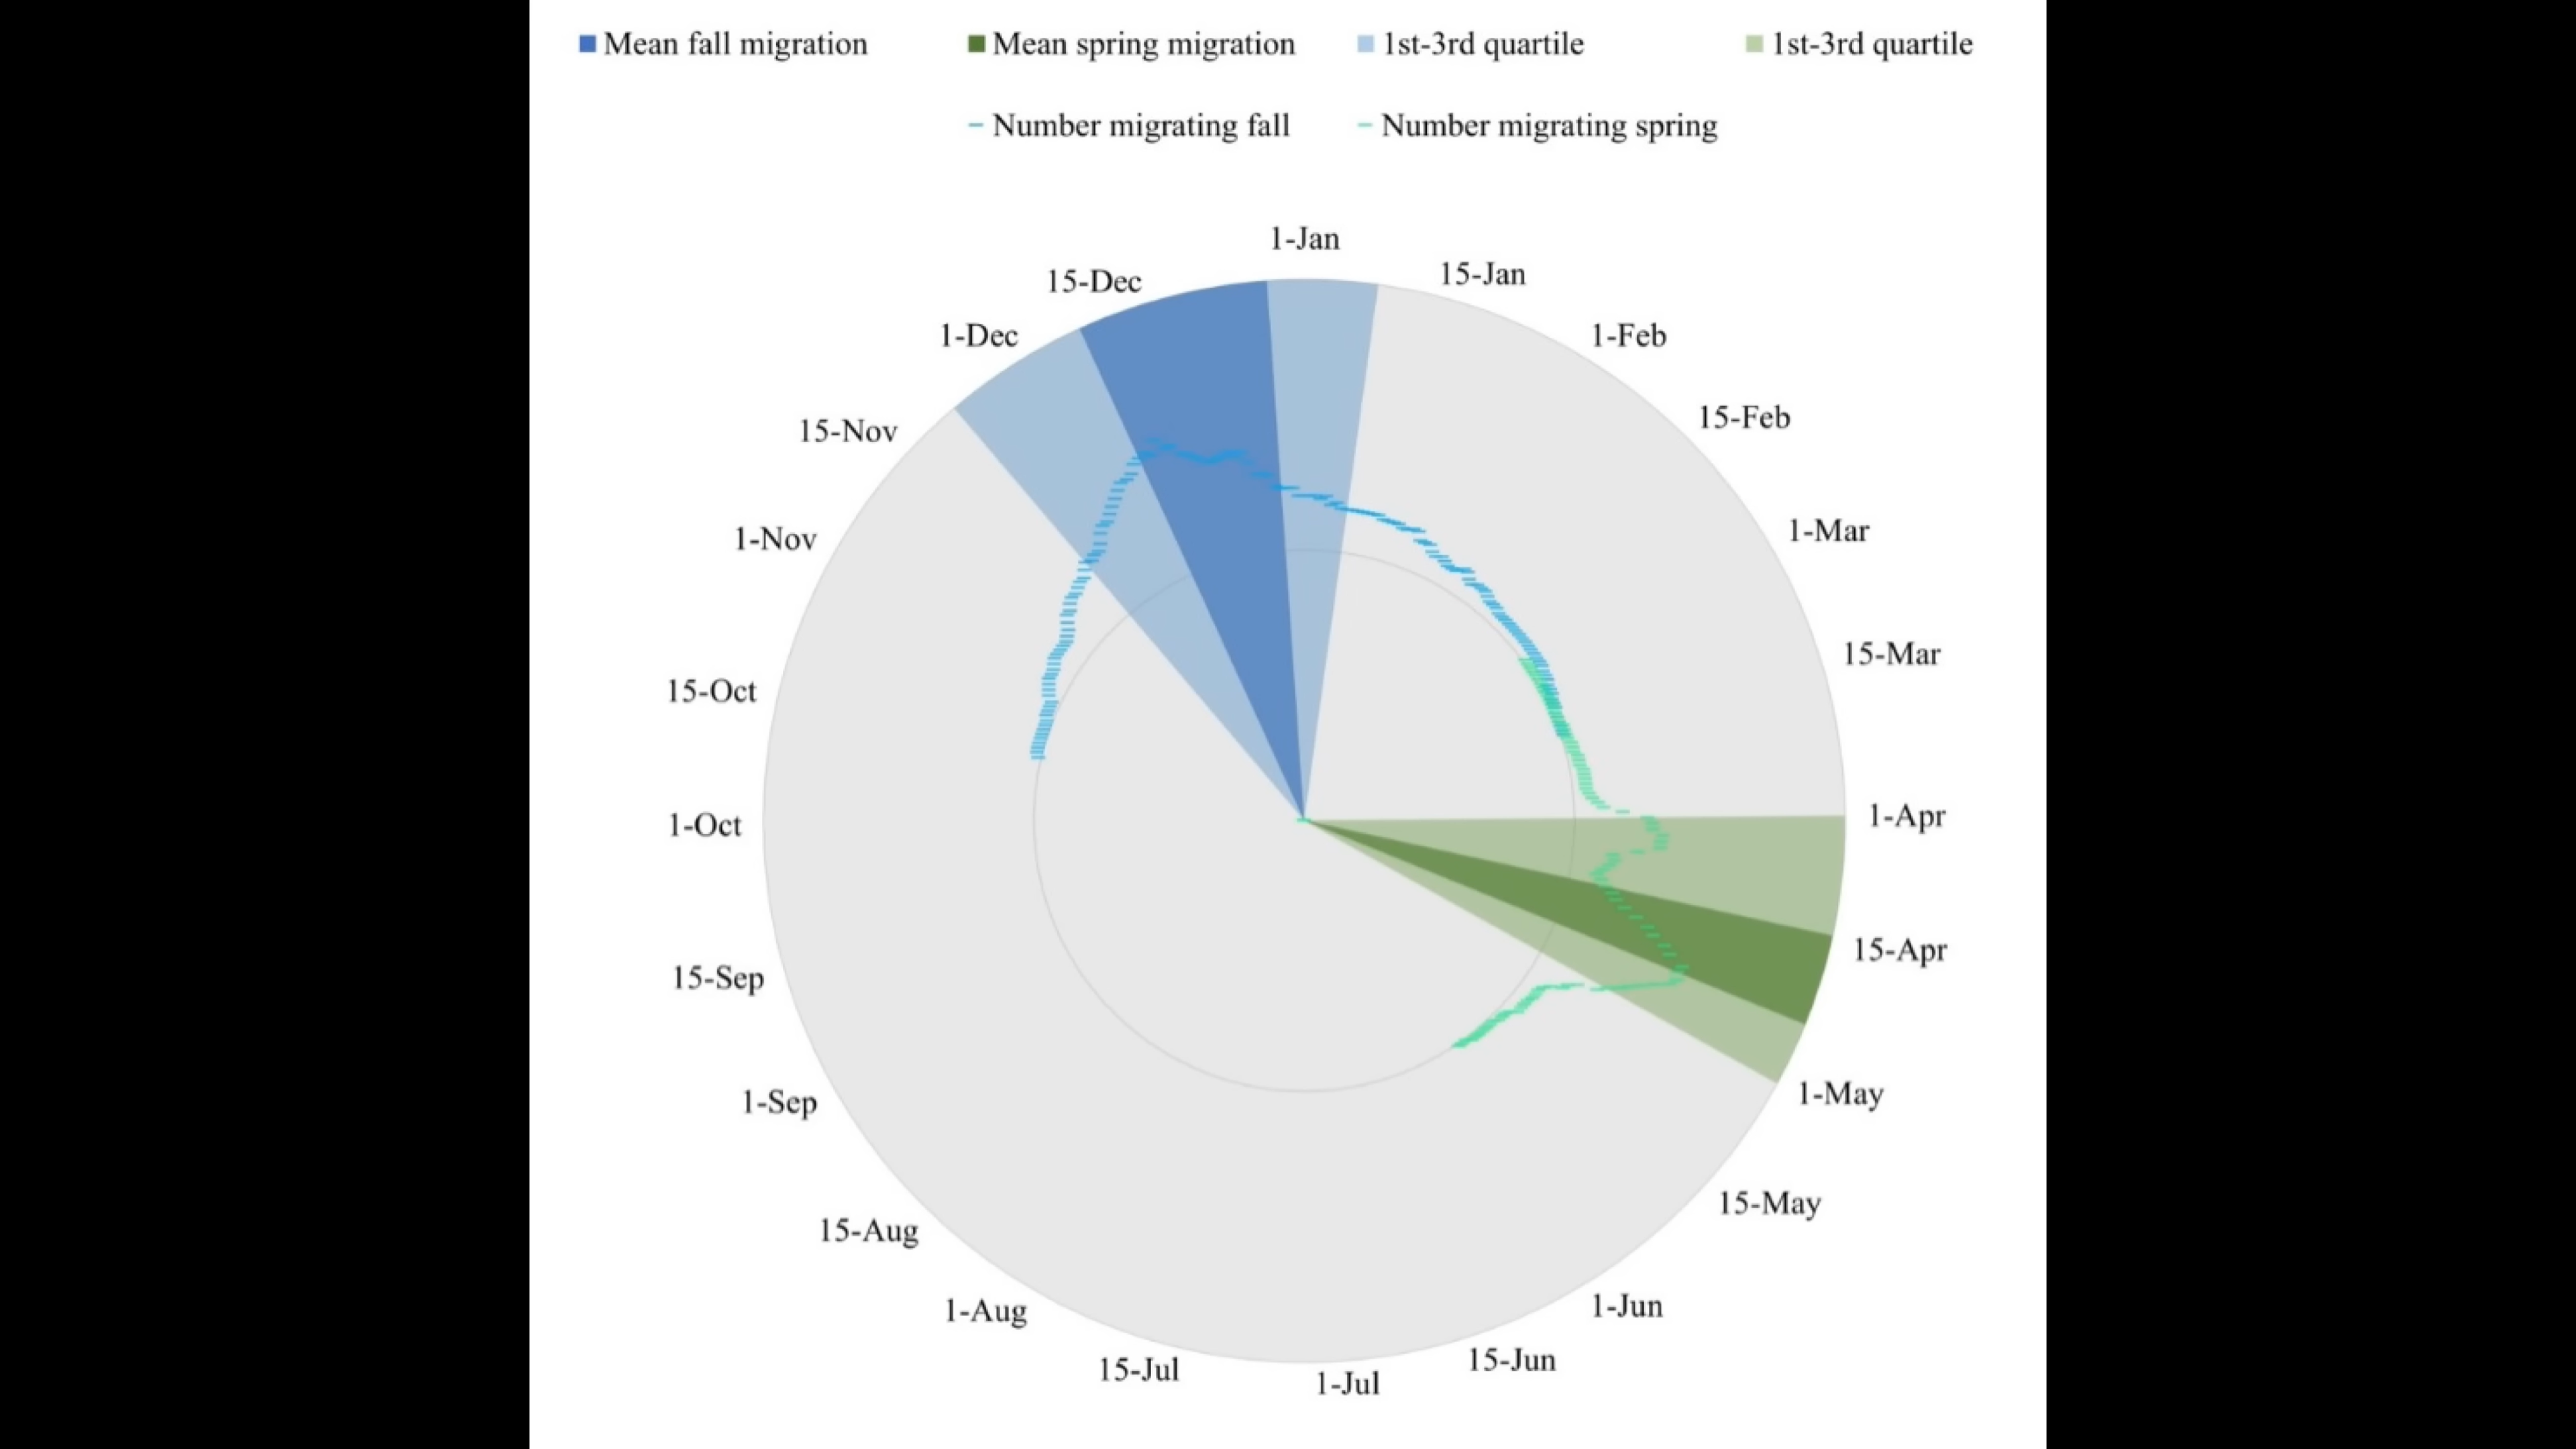 Mean fall migration Mean spring migration 1st-3rd quartile 1st-3rd quartile
Number migrating fall Number migrating spring
1-Jan
15-Jan
1-Feb
15-Feb
1-Mar
15-Mar
1-Apr
15-Apr
1-May
15-May
1-Jun
15-Jun
1-Jul
15-Jul
1-Aug
15-Aug
1-Sep
15-Sep
1-Oct
15-Oct
1-Nov
15-Nov
1-Dec
15-Dec